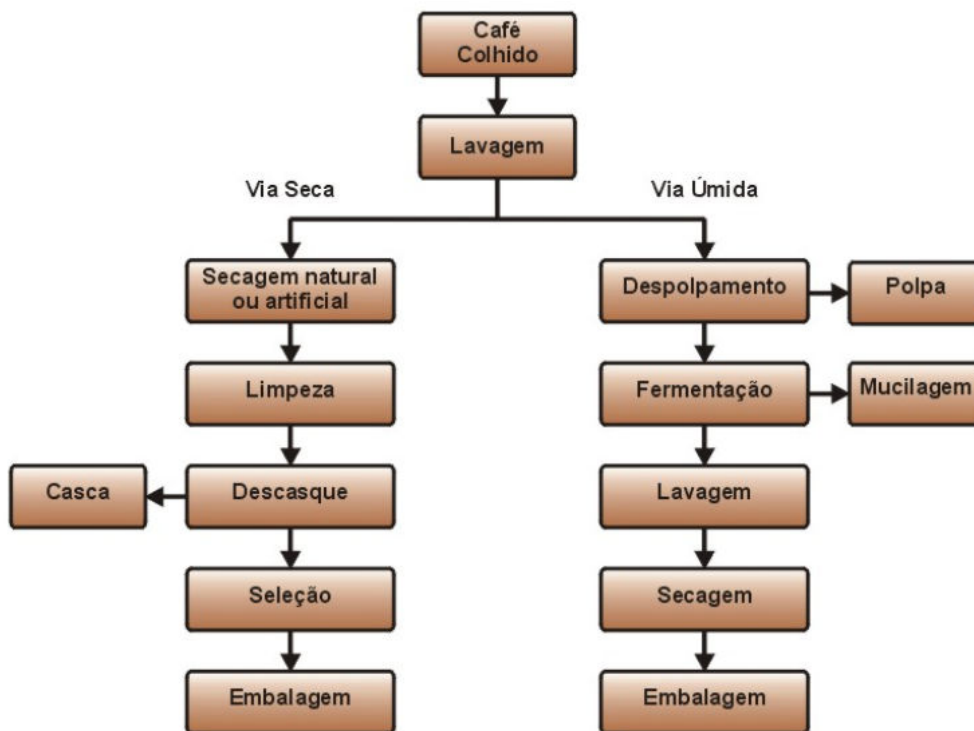 Café
Colhido
Lavagem
Via Seca
Via Úmida
Secagem natural
ou artificial
Despolpamento
Polpa
Limpeza
Fermentação
Mucilagem
Casca
Descasque
Lavagem
Seleção
Secagem
Embalagem
Embalagem